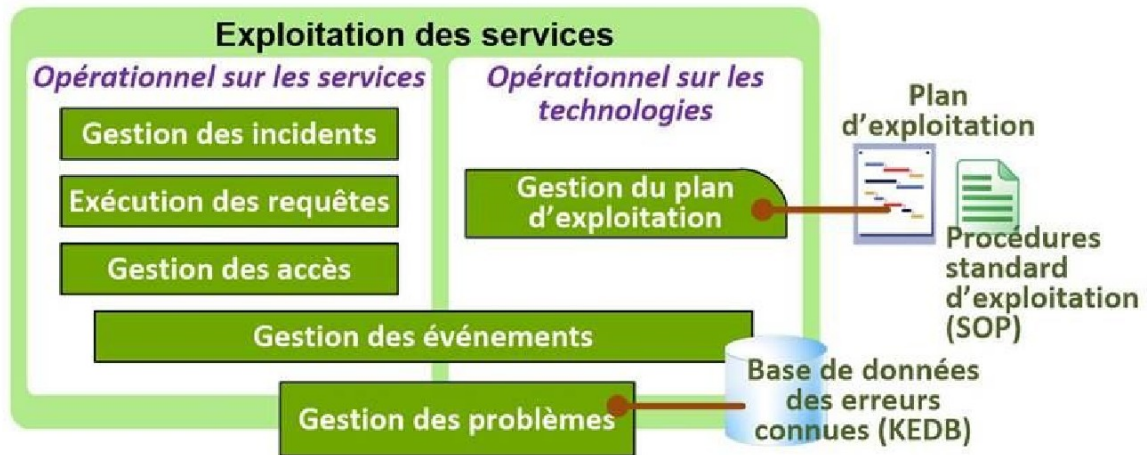 Exploitation des services
Opérationnel sur les services
Gestion des incidents
Exécution des requêtes
Gestion des accès
Opérationnel sur les
technologies
Gestion du plan
d'exploitation
Gestion des événements
Gestion des problèmes
Plan
d'exploitation
Procédures
standard
d'exploitation
(SOP)
Base de données
des erreurs
connues (KEDB)